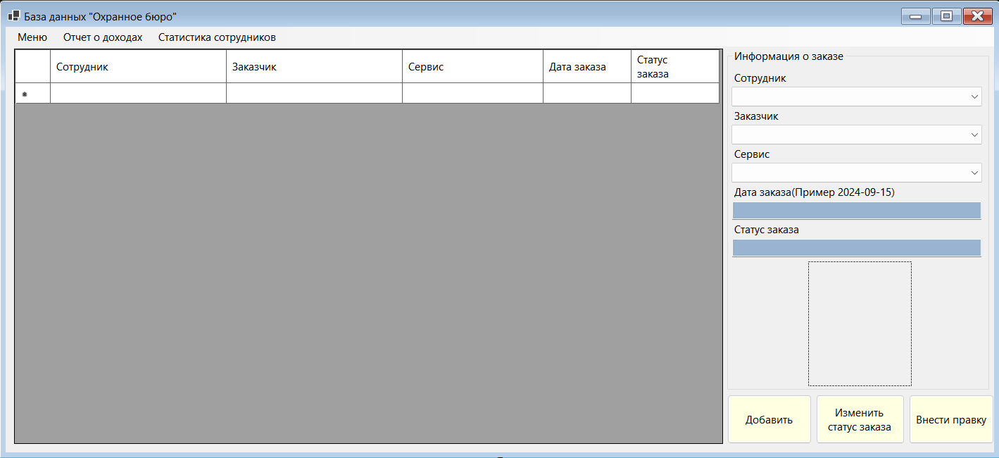 База данных "Охранное бюро"
Меню Отчет о доходах Статистика сотрудников
Сотрудник Заказчик Сервис Дата заказа Статус
заказа
Информация о заказе
Сотрудник
Заказчик
Сервис
Дата заказа(Пример 2024-09-15)
Статус заказа
Добавить
Изменить
статус заказа
Внести правку